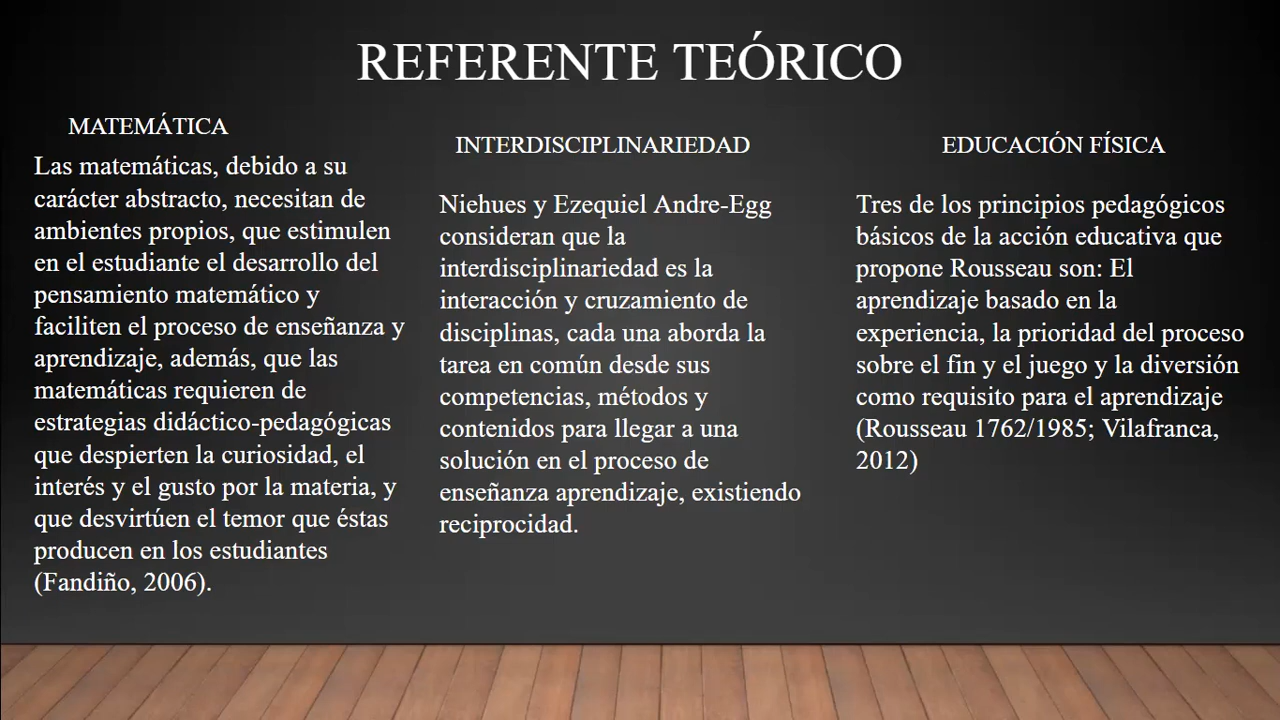 REFERENTE TEÓRICO
MATEMÁTICA
Las matemáticas, debido a su
carácter abstracto, necesitan de
ambientes propios, que estimulen
en el estudiante el desarrollo del
pensamiento matemático y
faciliten el proceso de enseñanza y
aprendizaje, además, que las
matemáticas requieren de
estrategias didáctico-pedagógicas
que despierten la curiosidad, el
interés y el gusto por la materia, y
que desvirtúen el temor que éstas
producen en los estudiantes
(Fandiño, 2006).
INTERDISCIPLINARIEDAD
Niehues y Ezequiel Andre-Egg
consideran que la
interdisciplinariedad es la
interacción y cruzamiento de
disciplinas, cada una aborda la
tarea en común desde sus
competencias, métodos y
contenidos para llegar a una
solución en el proceso de
enseñanza aprendizaje, existiendo
reciprocidad.
EDUCACIÓN FÍSICA
Tres de los principios pedagógicos
básicos de la acción educativa que
propone Rousseau son: El
aprendizaje basado en la
experiencia, la prioridad del proceso
sobre el fin y el juego y la diversión
como requisito para el aprendizaje
(Rousseau 1762/1985; Vilafranca,
2012)